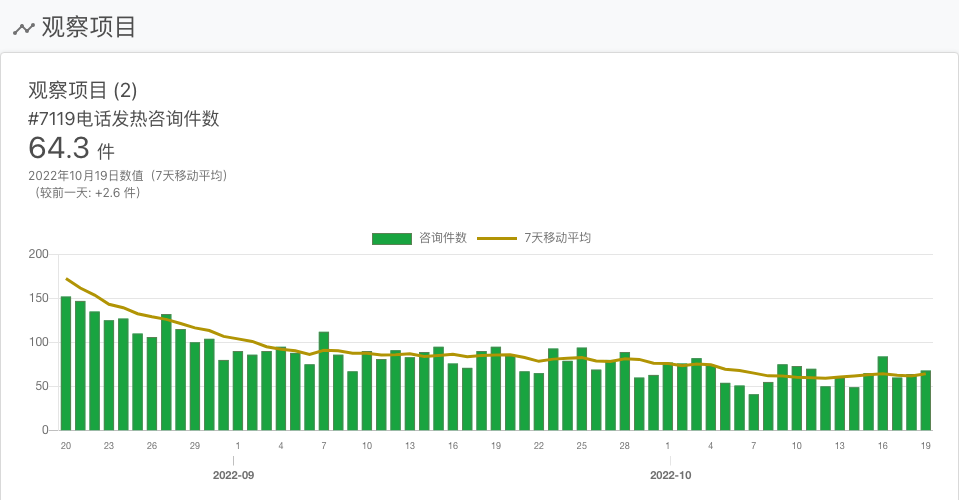 观察项目
观察项目 (2)
#7119电话发热咨询件数
64.3 件
2022年10月19日数值（7天移动平均）
（较前一天: +2.6 件）
咨询件数 7天移动平均
200
150
100
50
0
20 23 26 29 1 4 7 10 13 16 19 22 25 28 1 4 7 10 13 16 19
2022-09 2022-10